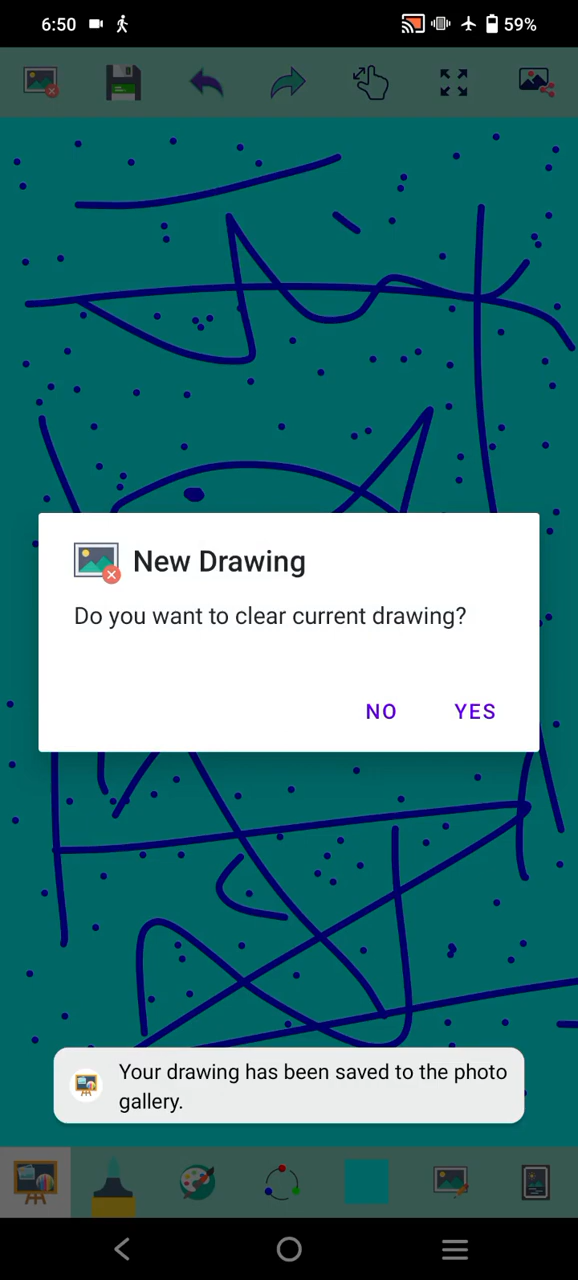 6:50
59%
New Drawing
Do you want to clear current drawing?
NO YES
Your drawing has been saved to the photo
gallery.